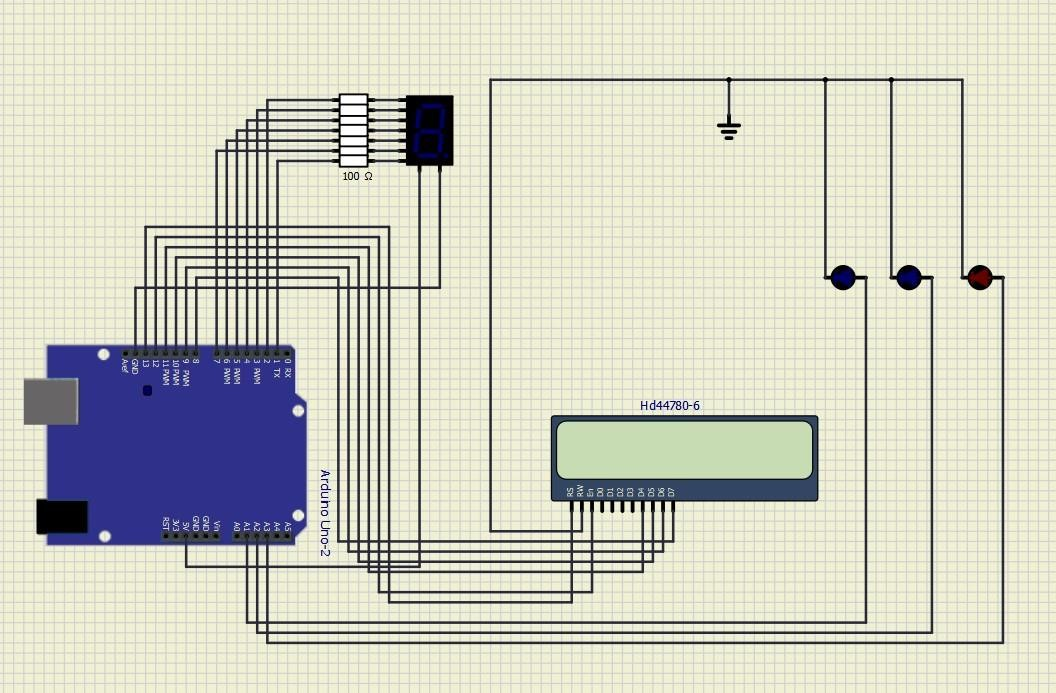 100 Ω
Aref
GND
13
12
11 PWM
10 PWM
9 PWM
8
7
6 PWM
5 PWM
4
3 PWM
2
1 TX
0 RX
Arduino Uno-2
RST
3V3
5V
GND
GND
Vin
A0
A1
A2
A3
A4
A5
Hd44780-6
RS RW En D0 D1 D2 D3 D4 D5 D6 D7